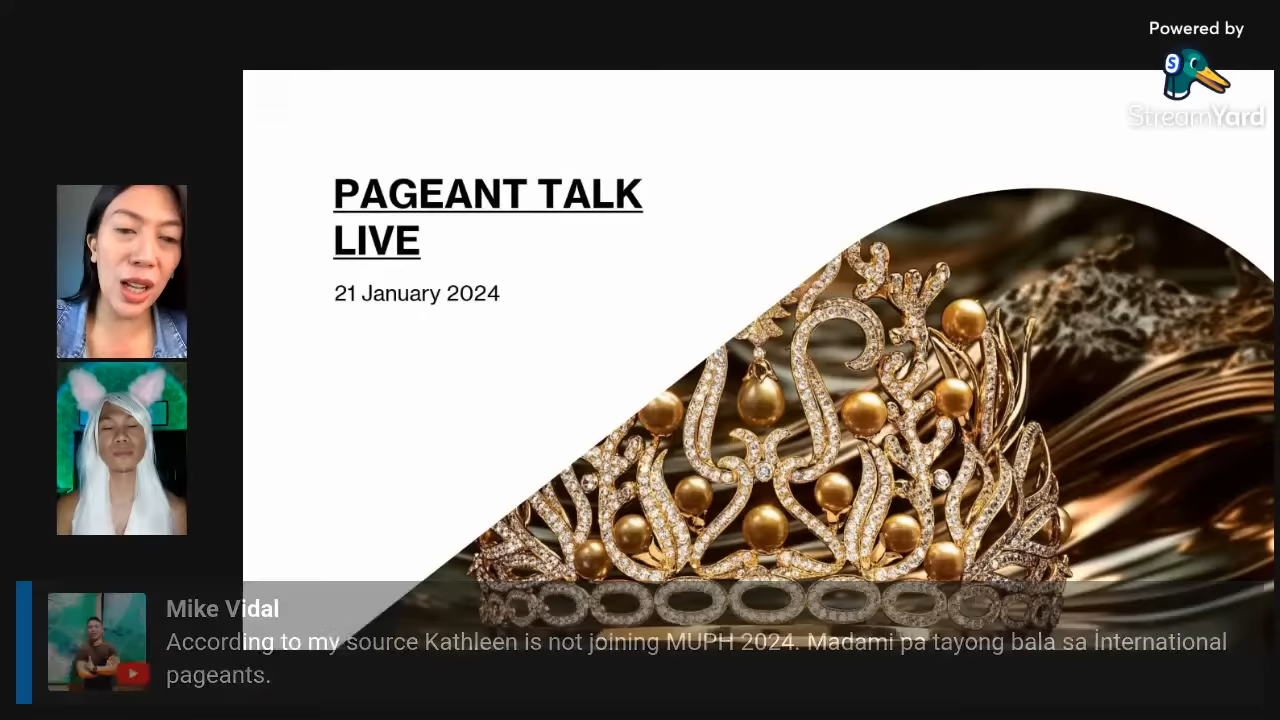 Powered by
StreamYard
PAGEANT TALK
LIVE
21 January 2024
Mike Vidal
According to my source Kathleen is not joining MUPH 2024. Madami pa tayong bala sa international
pageants.